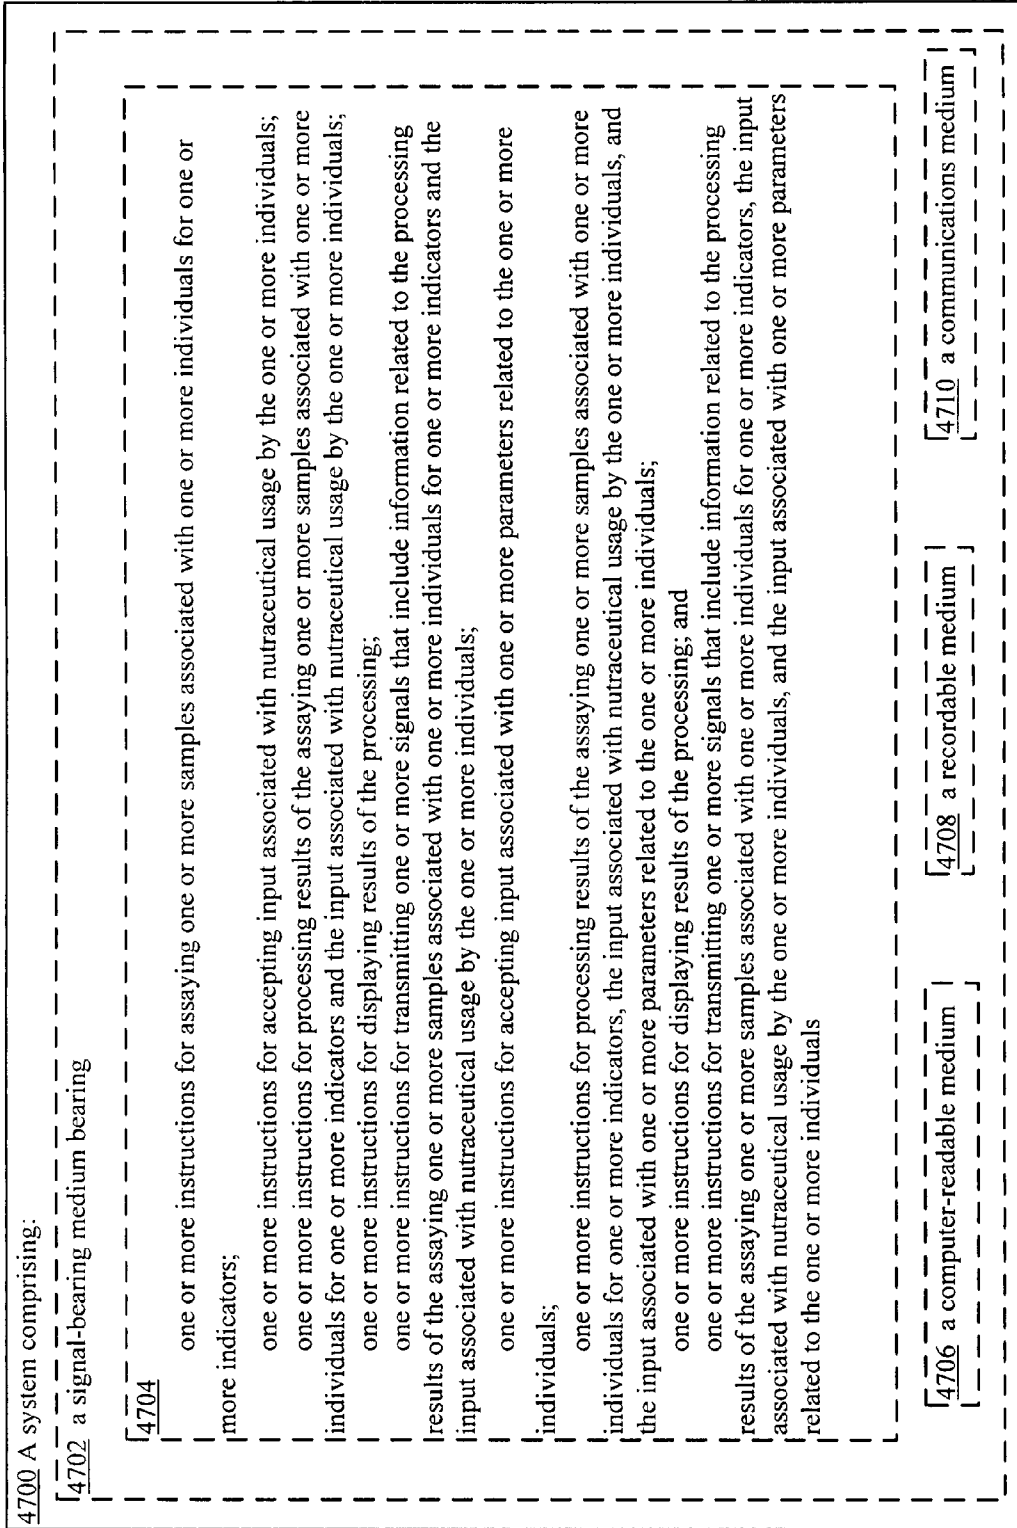 4700 A system comprising:
4702 a signal-bearing medium bearing
4704
one or more instructions for assaying one or more samples associated with one or more individuals for one or
more indicators;
one or more instructions for accepting input associated with nutraceutical usage by the one or more individuals;
one or more instructions for processing results of the assaying one or more samples associated with one or more
individuals for one or more indicators and the input associated with nutraceutical usage by the one or more individuals;
one or more instructions for displaying results of the processing;
one or more instructions for transmitting one or more signals that include information related to the processing
results of the assaying one or more samples associated with one or more individuals for one or more indicators and the
input associated with nutraceutical usage by the one or more individuals;
one or more instructions for accepting input associated with one or more parameters related to the one or more
individuals;
one or more instructions for processing results of the assaying one or more samples associated with one or more
individuals for one or more indicators, the input associated with nutraceutical usage by the one or more individuals, and
the input associated with one or more parameters related to the one or more individuals;
one or more instructions for displaying results of the processing; and
one or more instructions for transmitting one or more signals that include information related to the processing
results of the assaying one or more samples associated with one or more individuals for one or more indicators, the input
associated with nutraceutical usage by the one or more individuals, and the input associated with one or more parameters
related to the one or more individuals
4706 a computer-readable medium
4708 a recordable medium
4710 a communications medium